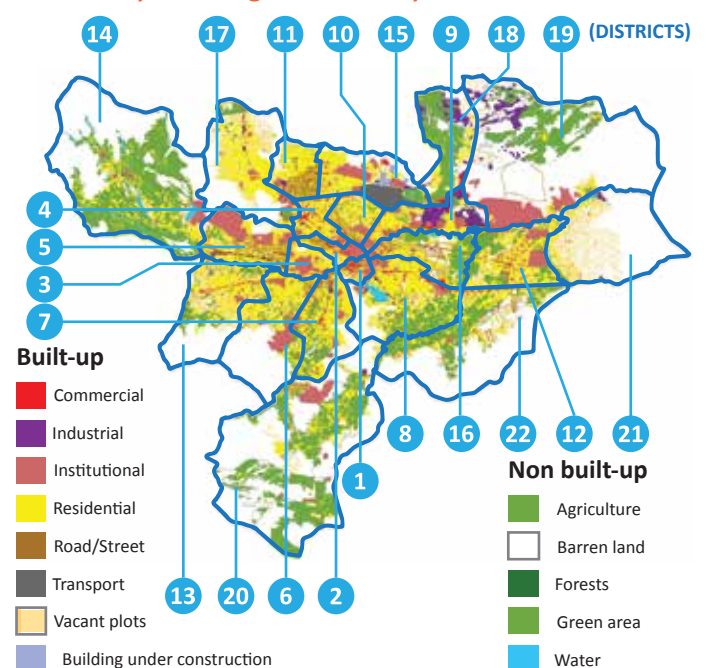 (DISTRICTS)
14
17
11
10
15
9
18
19
4
5
3
7
8
16
22
12
21
1
13
20
6
2
Built-up
Commercial
Industrial
Institutional
Residential
Road/Street
Transport
Vacant plots
Building under construction
Non built-up
Agriculture
Barren land
Forests
Green area
Water